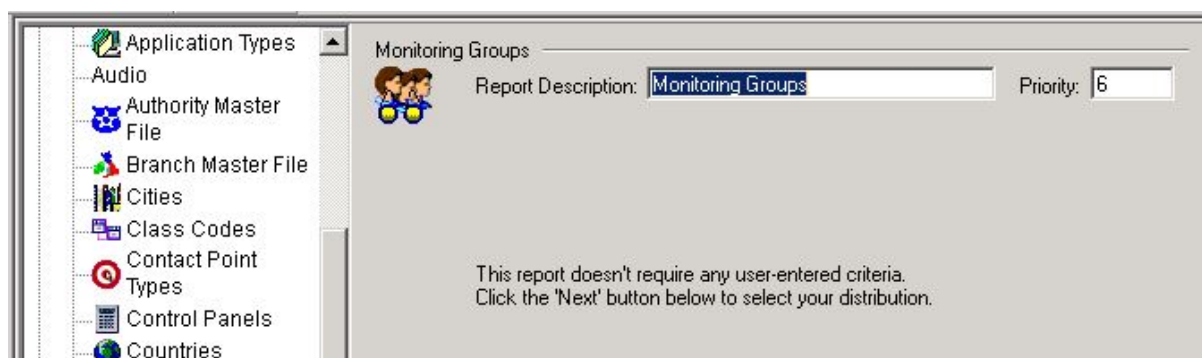 Application Types
Audio
Authority Master
File
Branch Master File
Cities
Class Codes
Contact Point
Types
Control Panels
Countries
Monitoring Groups
Report Description: Monitoring Groups Priority: 6
This report doesn't require any user-entered criteria.
Click the 'Next' button below to select your distribution.